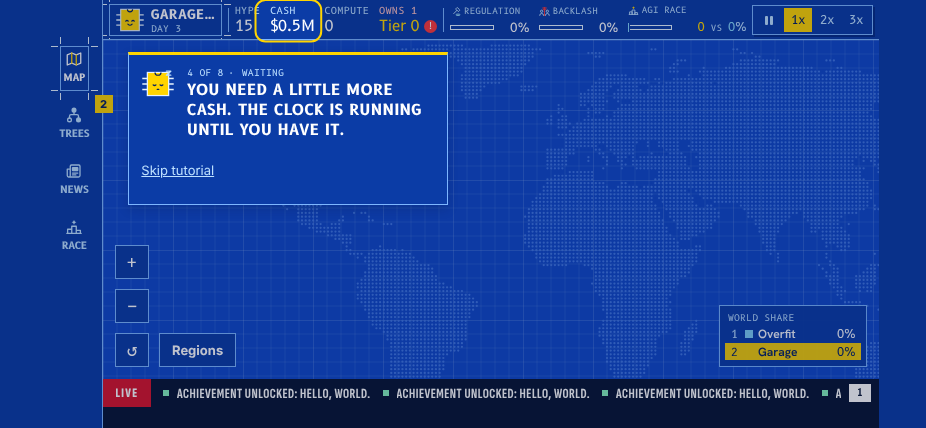 GARAGE...
DAY 3
HYPE
15
CASH
$0.5M
COMPUTE
0
OWNS 1
Tier 0 !
REGULATION
0%
BACKLASH
0%
AGI RACE
0 VS 0%
1x 2x 3x
MAP
2
TREES
NEWS
RACE
4 OF 8 · WAITING
YOU NEED A LITTLE MORE
CASH. THE CLOCK IS RUNNING
UNTIL YOU HAVE IT.
Skip tutorial
+
−
↺
Regions
WORLD SHARE
1 Overfit 0%
2 Garage 0%
LIVE
ACHIEVEMENT UNLOCKED: HELLO, WORLD. ACHIEVEMENT UNLOCKED: HELLO, WORLD. ACHIEVEMENT UNLOCKED: HELLO, WORLD. A
1